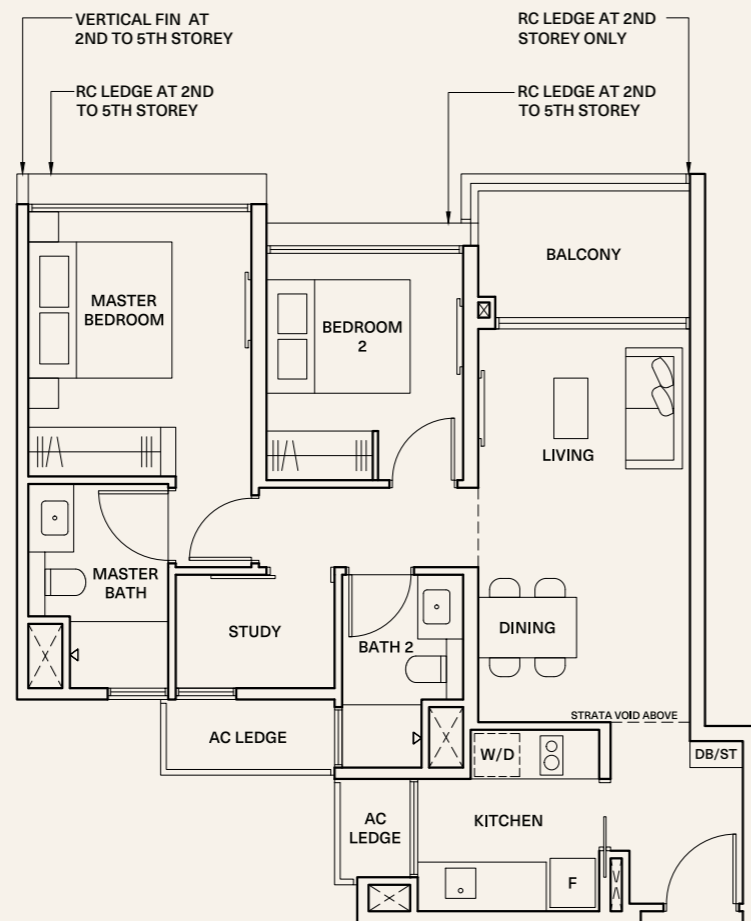 VERTICAL FIN AT
2ND TO 5TH STOREY
RC LEDGE AT 2ND
STOREY ONLY
RC LEDGE AT 2ND
TO 5TH STOREY
RC LEDGE AT 2ND
TO 5TH STOREY
BALCONY
MASTER
BEDROOM
BEDROOM
2
LIVING
MASTER
BATH
STUDY
BATH 2
DINING
STRATA VOID ABOVE
AC LEDGE
W/D
DB/ST
AC
LEDGE
KITCHEN
F